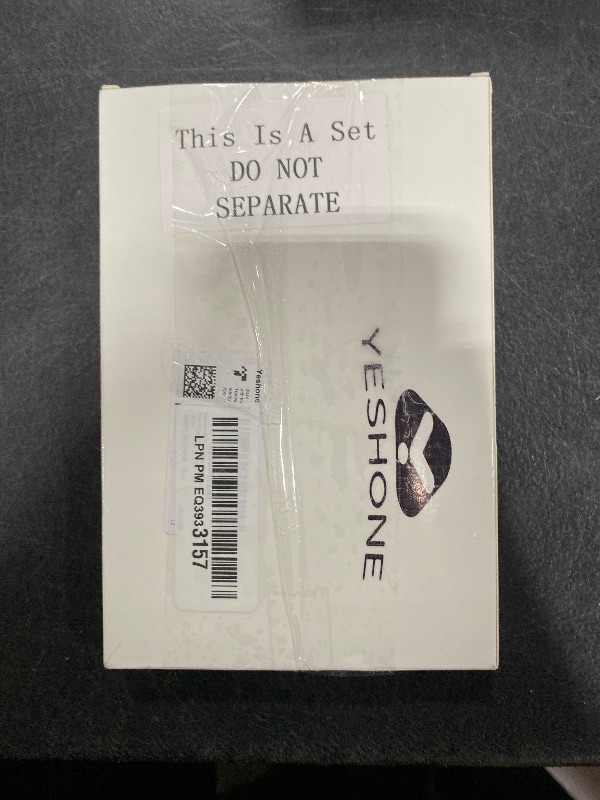 This Is A Set
DO NOT
SEPARATE
YESHONE
Yeshone
LPN PM EQ3933157